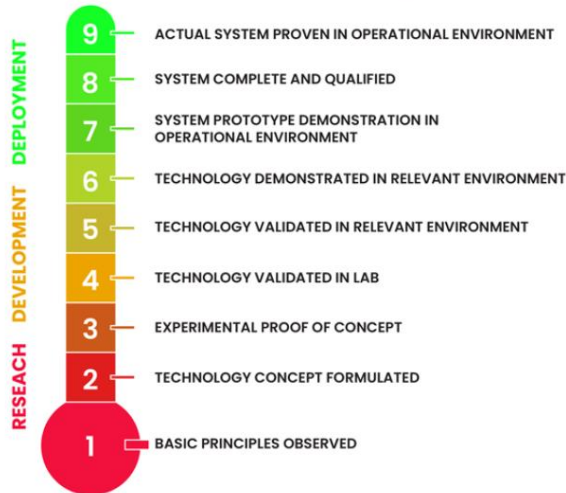 9 ACTUAL SYSTEM PROVEN IN OPERATIONAL ENVIRONMENT
8 SYSTEM COMPLETE AND QUALIFIED
7 SYSTEM PROTOTYPE DEMONSTRATION IN
OPERATIONAL ENVIRONMENT
6 TECHNOLOGY DEMONSTRATED IN RELEVANT ENVIRONMENT
5 TECHNOLOGY VALIDATED IN RELEVANT ENVIRONMENT
4 TECHNOLOGY VALIDATED IN LAB
3 EXPERIMENTAL PROOF OF CONCEPT
2 TECHNOLOGY CONCEPT FORMULATED
1 BASIC PRINCIPLES OBSERVED
DEPLOYMENT
DEVELOPMENT
RESEACH